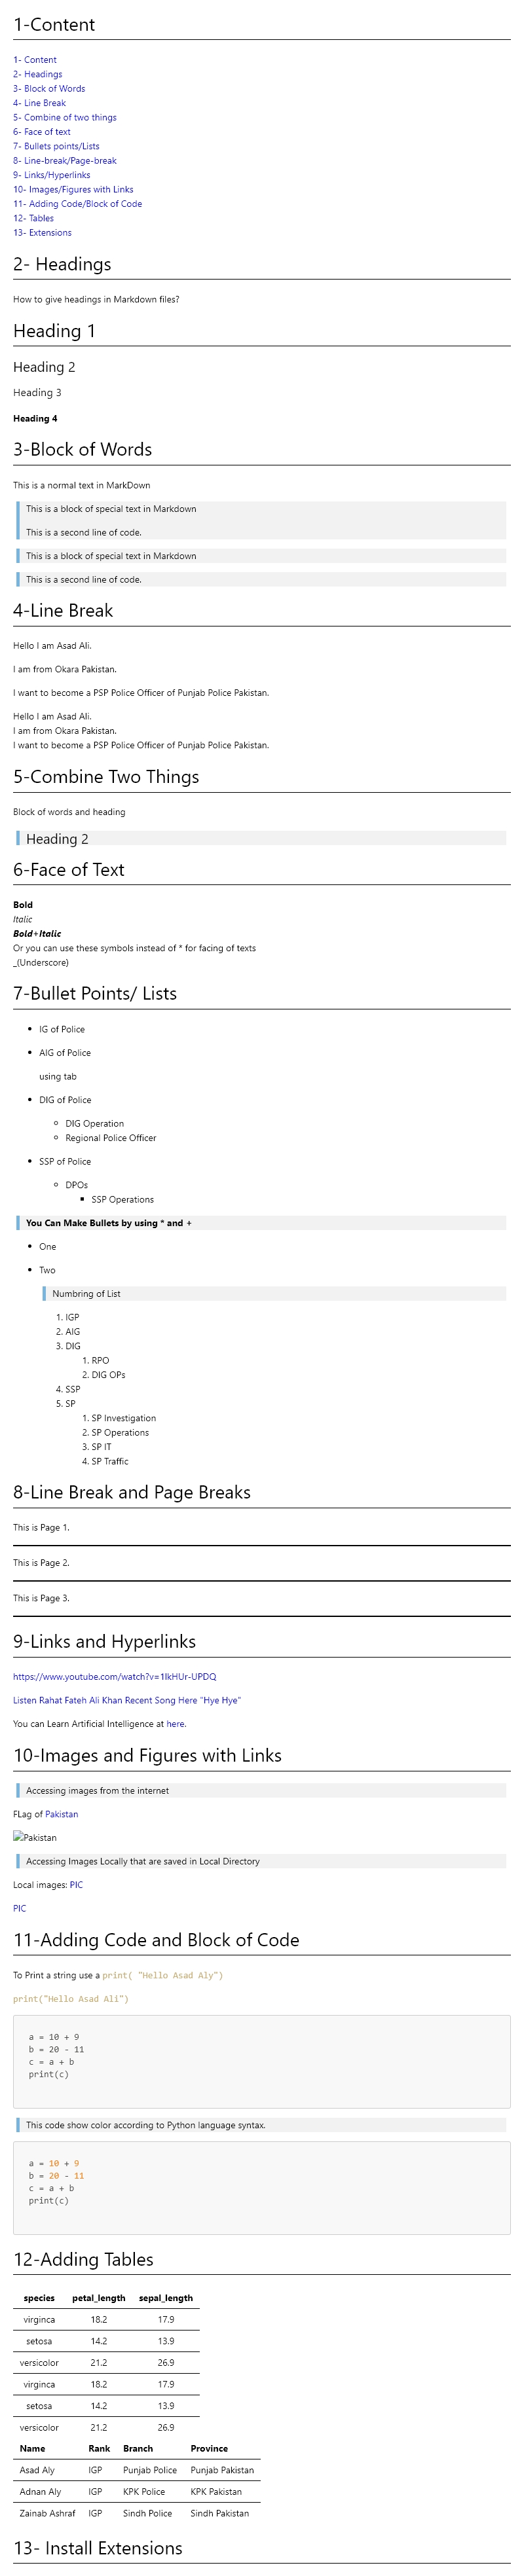 1-Content
1- Content
2- Headings
3- Block of Words
4- Line Break
5- Combine of two things
6- Face of text
7- Bullets points/Lists
8- Line-break/Page-break
9- Links/Hyperlinks
10- Images/Figures with Links
11- Adding Code/Block of Code
12- Tables
13- Extensions
2- Headings
How to give headings in Markdown files?
Heading 1
Heading 2
Heading 3
Heading 4
3-Block of Words
This is a normal text in MarkDown
This is a block of special text in Markdown
This is a second line of code.
This is a block of special text in Markdown
This is a second line of code.
4-Line Break
Hello I am Asad Ali.
I am from Okara Pakistan.
I want to become a PSP Police Officer of Punjab Police Pakistan.
Hello I am Asad Ali.
I am from Okara Pakistan.
I want to become a PSP Police Officer of Punjab Police Pakistan.
5-Combine Two Things
Block of words and heading
Heading 2
6-Face of Text
Bold
Italic
Bold+Italic
Or you can use these symbols instead of * for facing of texts
_(Underscore)
7-Bullet Points/ Lists
• IG of Police
• AIG of Police
using tab
• DIG of Police
◦ DIG Operation
◦ Regional Police Officer
• SSP of Police
◦ DPOs
▪ SSP Operations
You Can Make Bullets by using * and +
• One
• Two
Numbring of List
1. IGP
2. AIG
3. DIG
1. RPO
2. DIG OPs
4. SSP
5. SP
1. SP Investigation
2. SP Operations
3. SP IT
4. SP Traffic
8-Line Break and Page Breaks
This is Page 1.
This is Page 2.
This is Page 3.
9-Links and Hyperlinks
https://www.youtube.com/watch?v=1IkHUr-UPDQ
Listen Rahat Fateh Ali Khan Recent Song Here "Hye Hye"
You can Learn Artificial Intelligence at here.
10-Images and Figures with Links
Accessing images from the internet
FLag of Pakistan
Pakistan
Accessing Images Locally that are saved in Local Directory
Local images: PIC
PIC
11-Adding Code and Block of Code
To Print a string use a print( "Hello Asad Aly")
print("Hello Asad Ali")
a = 10 + 9
b = 20 - 11
c = a + b
print(c)
This code show color according to Python language syntax.
a = 10 + 9
b = 20 - 11
c = a + b
print(c)
12-Adding Tables
species petal_length sepal_length
virginca 18.2 17.9
setosa 14.2 13.9
versicolor 21.2 26.9
virginca 18.2 17.9
setosa 14.2 13.9
versicolor 21.2 26.9
Name Rank Branch Province
Asad Aly IGP Punjab Police Punjab Pakistan
Adnan Aly IGP KPK Police KPK Pakistan
Zainab Ashraf IGP Sindh Police Sindh Pakistan
13- Install Extensions